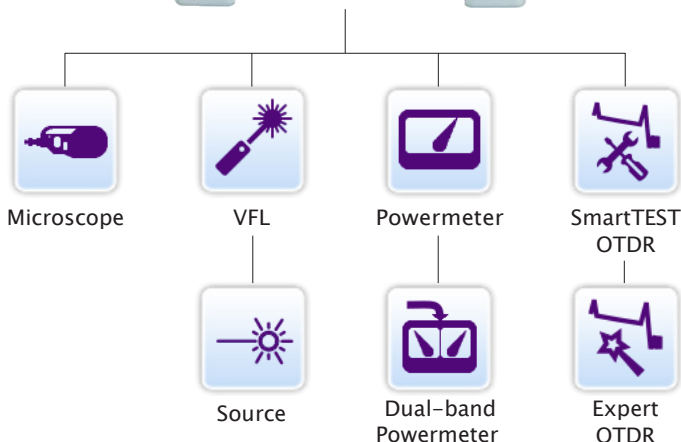 Microscope
VFL
Powermeter
SmartTEST
OTDR
Source
Dual-band
Powermeter
Expert
OTDR